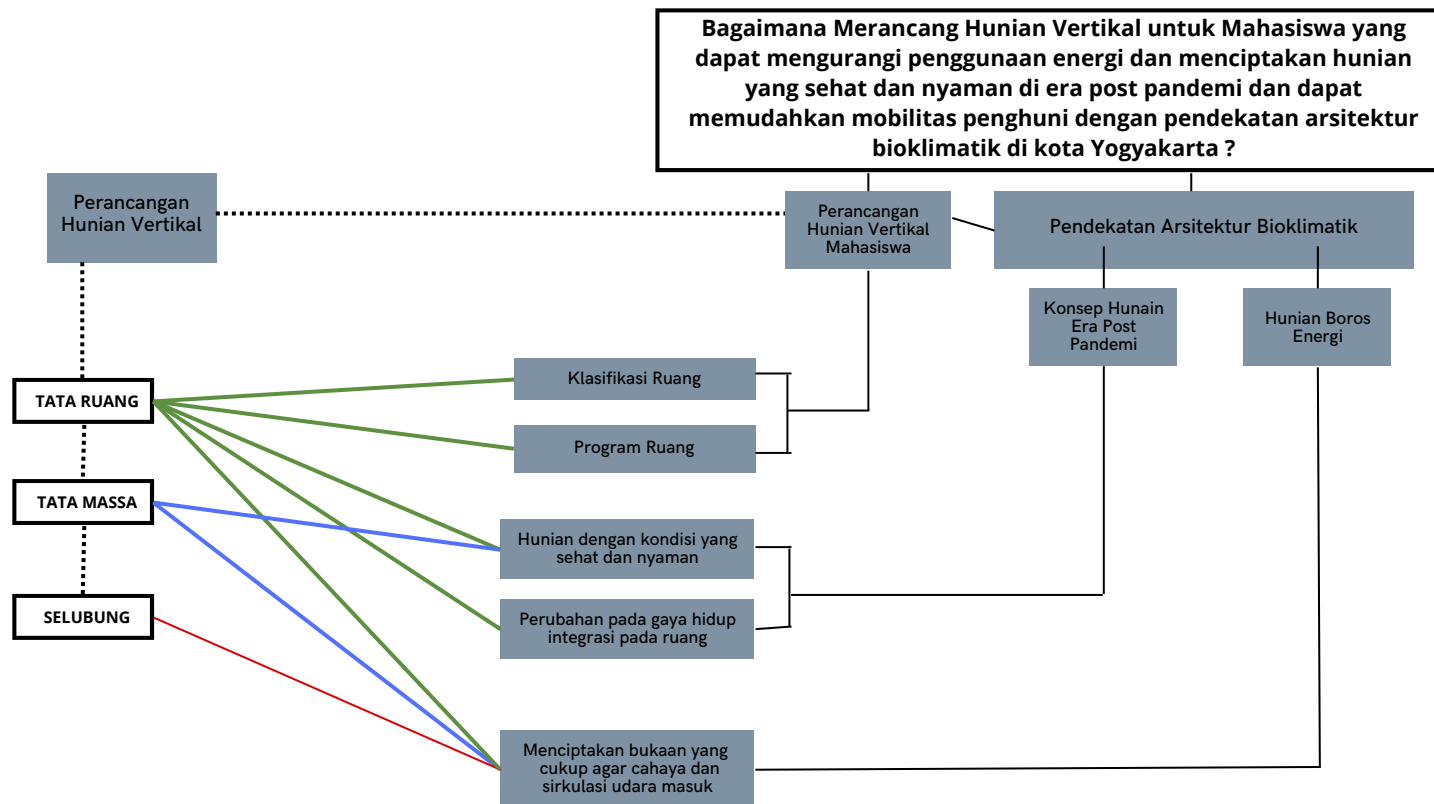 Bagaimana Merancang Hunian Vertikal untuk Mahasiswa yang
dapat mengurangi penggunaan energi dan menciptakan hunian
yang sehat dan nyaman di era post pandemi dan dapat
memudahkan mobilitas penghuni dengan pendekatan arsitektur
bioklimatik di kota Yogyakarta ?
Perancangan
Hunian Vertikal
Perancangan
Hunian Vertikal
Mahasiswa
Pendekatan Arsitektur Bioklimatik
Konsep Hunain
Era Post
Pandemi
Hunian Boros
Energi
TATA RUANG
Klasifikasi Ruang
Program Ruang
TATA MASSA
Hunian dengan kondisi yang
sehat dan nyaman
SELUBUNG
Perubahan pada gaya hidup
integrasi pada ruang
Menciptakan bukaan yang
cukup agar cahaya dan
sirkulasi udara masuk